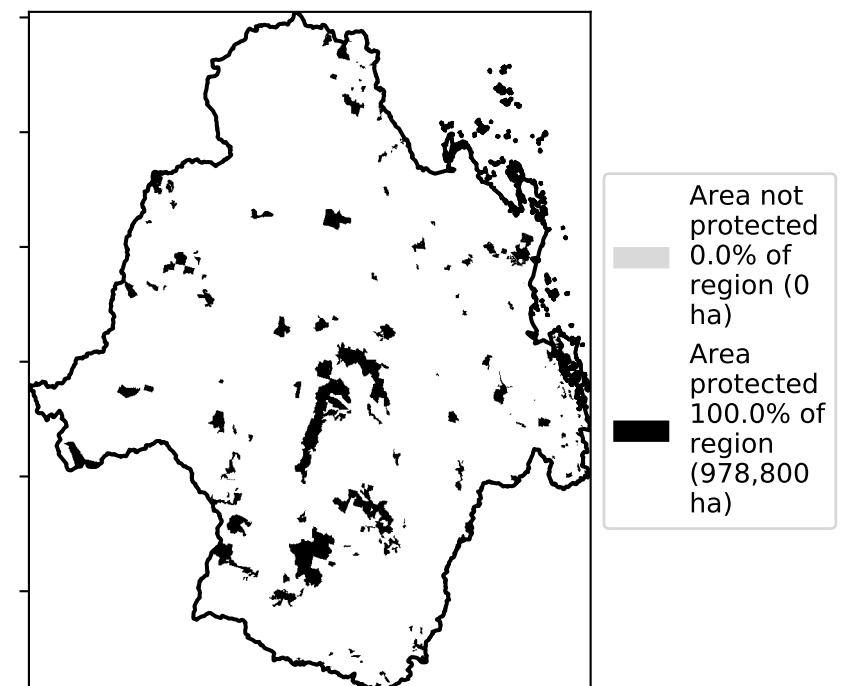 Area not
protected
0.0% of
region (0
ha)
Area
protected
100.0% of
region
(978,800
ha)